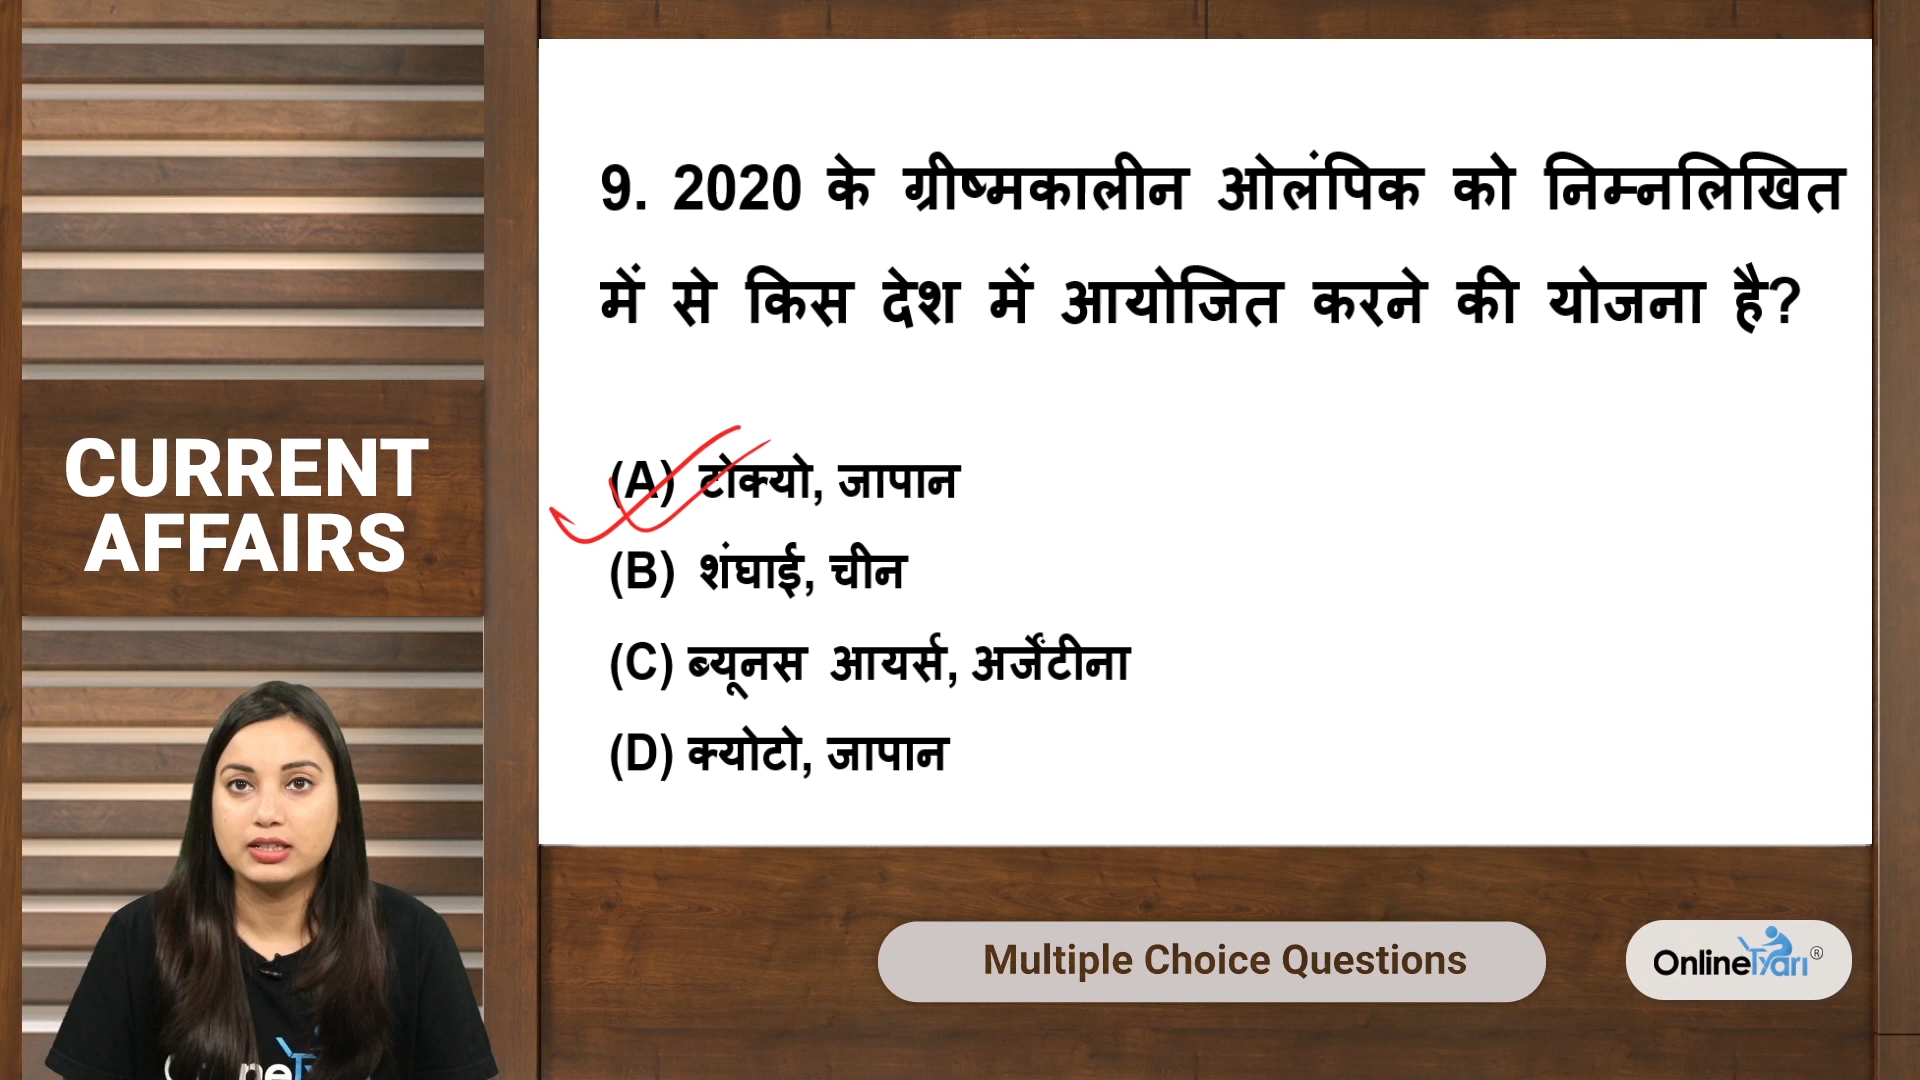 CURRENT
AFFAIRS
9. 2020 के ग्रीष्मकालीन ओलंपिक को निम्नलिखित
में से किस देश में आयोजित करने की योजना है?
(A) टोक्यो, जापान
(B) शंघाई, चीन
(C) ब्यूनस आयर्स, अर्जेंटीना
(D) क्योटो, जापान
Multiple Choice Questions
OnlineTyari®